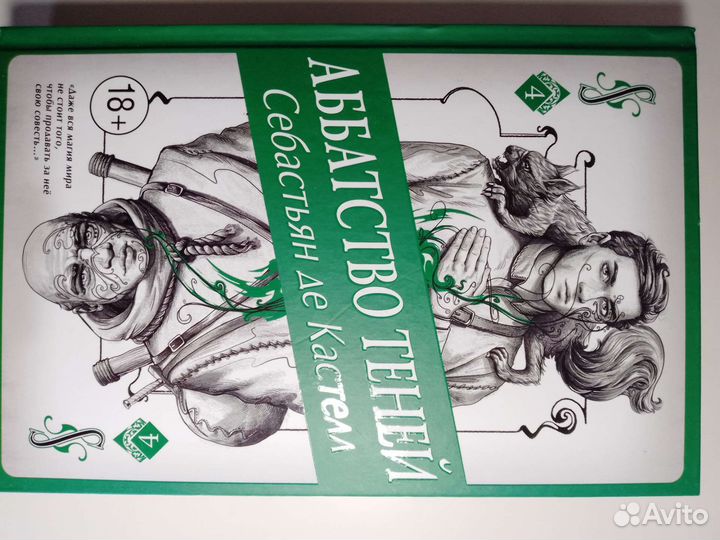 «Даже вся магия мира
не стоит того,
чтобы продавать за неё
свою совесть...»
18+
4
АББАТСТВО ТЕНЕЙ
Себастьян де Кастелл
4
Avito